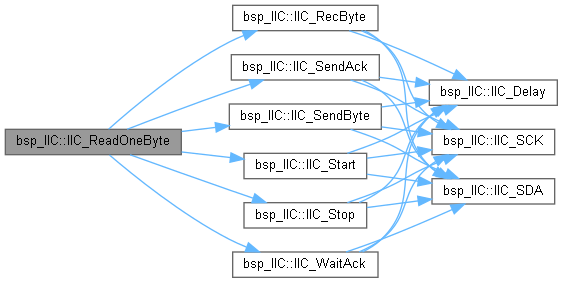 bsp_IIC::IIC_ReadOneByte
bsp_IIC::IIC_RecByte
bsp_IIC::IIC_SendAck
bsp_IIC::IIC_SendByte
bsp_IIC::IIC_Start
bsp_IIC::IIC_Stop
bsp_IIC::IIC_WaitAck
bsp_IIC::IIC_Delay
bsp_IIC::IIC_SCK
bsp_IIC::IIC_SDA